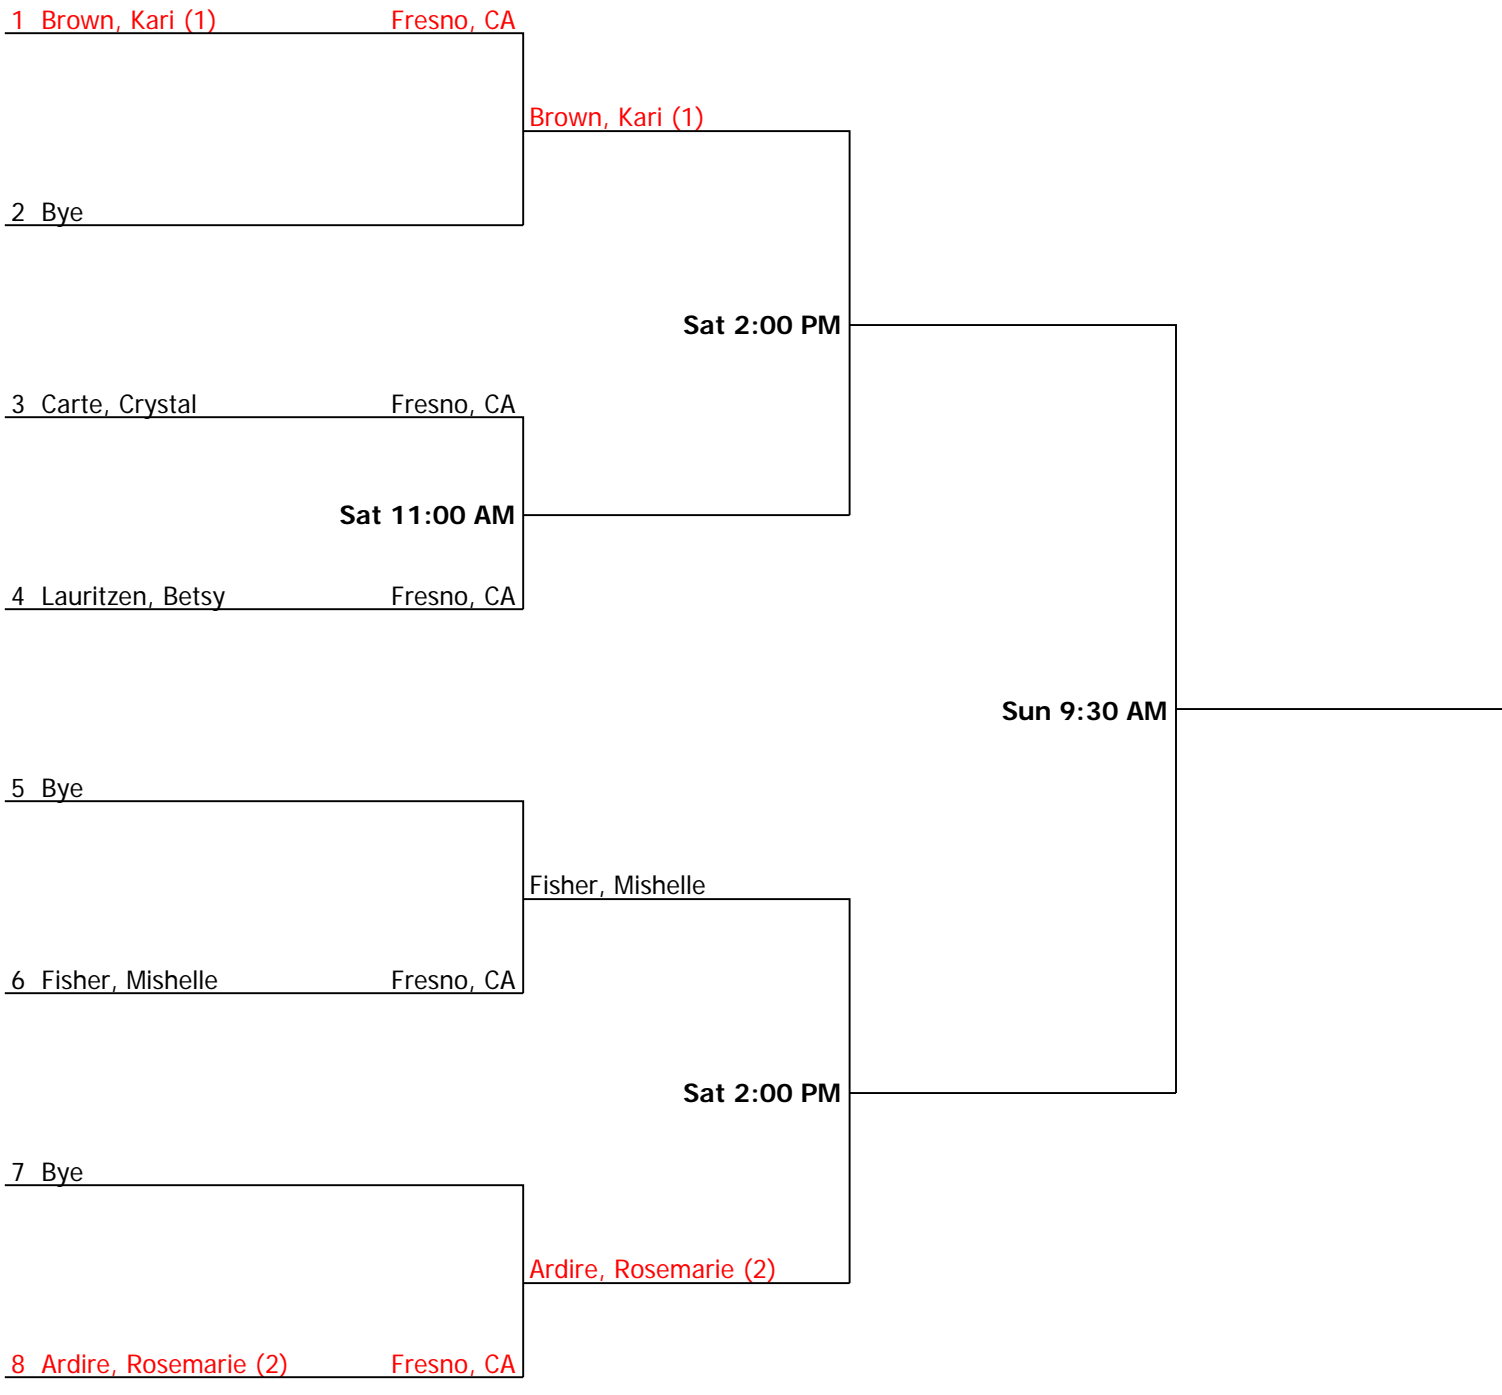 1 Brown, Kari (1) Fresno, CA
Brown, Kari (1)
2 Bye
Sat 2:00 PM
3 Carte, Crystal Fresno, CA
Sat 11:00 AM
4 Lauritzen, Betsy Fresno, CA
Sun 9:30 AM
5 Bye
Fisher, Mishelle
6 Fisher, Mishelle Fresno, CA
Sat 2:00 PM
7 Bye
Ardire, Rosemarie (2)
8 Ardire, Rosemarie (2) Fresno, CA